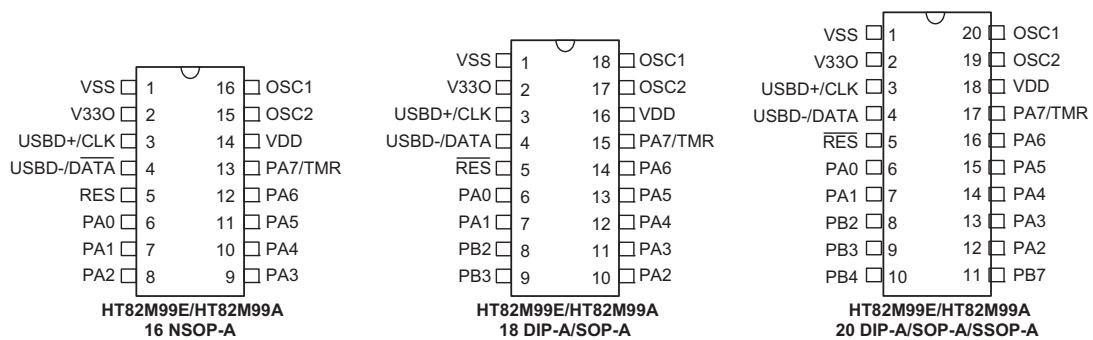 VSS 1 16 OSC1
V33O 2 15 OSC2
USBD+/CLK 3 14 VDD
USBD-/DATA 4 13 PA7/TMR
RES 5 12 PA6
PA0 6 11 PA5
PA1 7 10 PA4
PA2 8 9 PA3
HT82M99E/HT82M99A
16 NSOP-A
VSS 1 18 OSC1
V33O 2 17 OSC2
USBD+/CLK 3 16 VDD
USBD-/DATA 4 15 PA7/TMR
RES 5 14 PA6
PA0 6 13 PA5
PA1 7 12 PA4
PB2 8 11 PA3
PB3 9 10 PA2
HT82M99E/HT82M99A
18 DIP-A/SOP-A
VSS 1 20 OSC1
V33O 2 19 OSC2
USBD+/CLK 3 18 VDD
USBD-/DATA 4 17 PA7/TMR
RES 5 16 PA6
PA0 6 15 PA5
PA1 7 14 PA4
PB2 8 13 PA3
PB3 9 12 PA2
PB4 10 11 PB7
HT82M99E/HT82M99A
20 DIP-A/SOP-A/SSOP-A